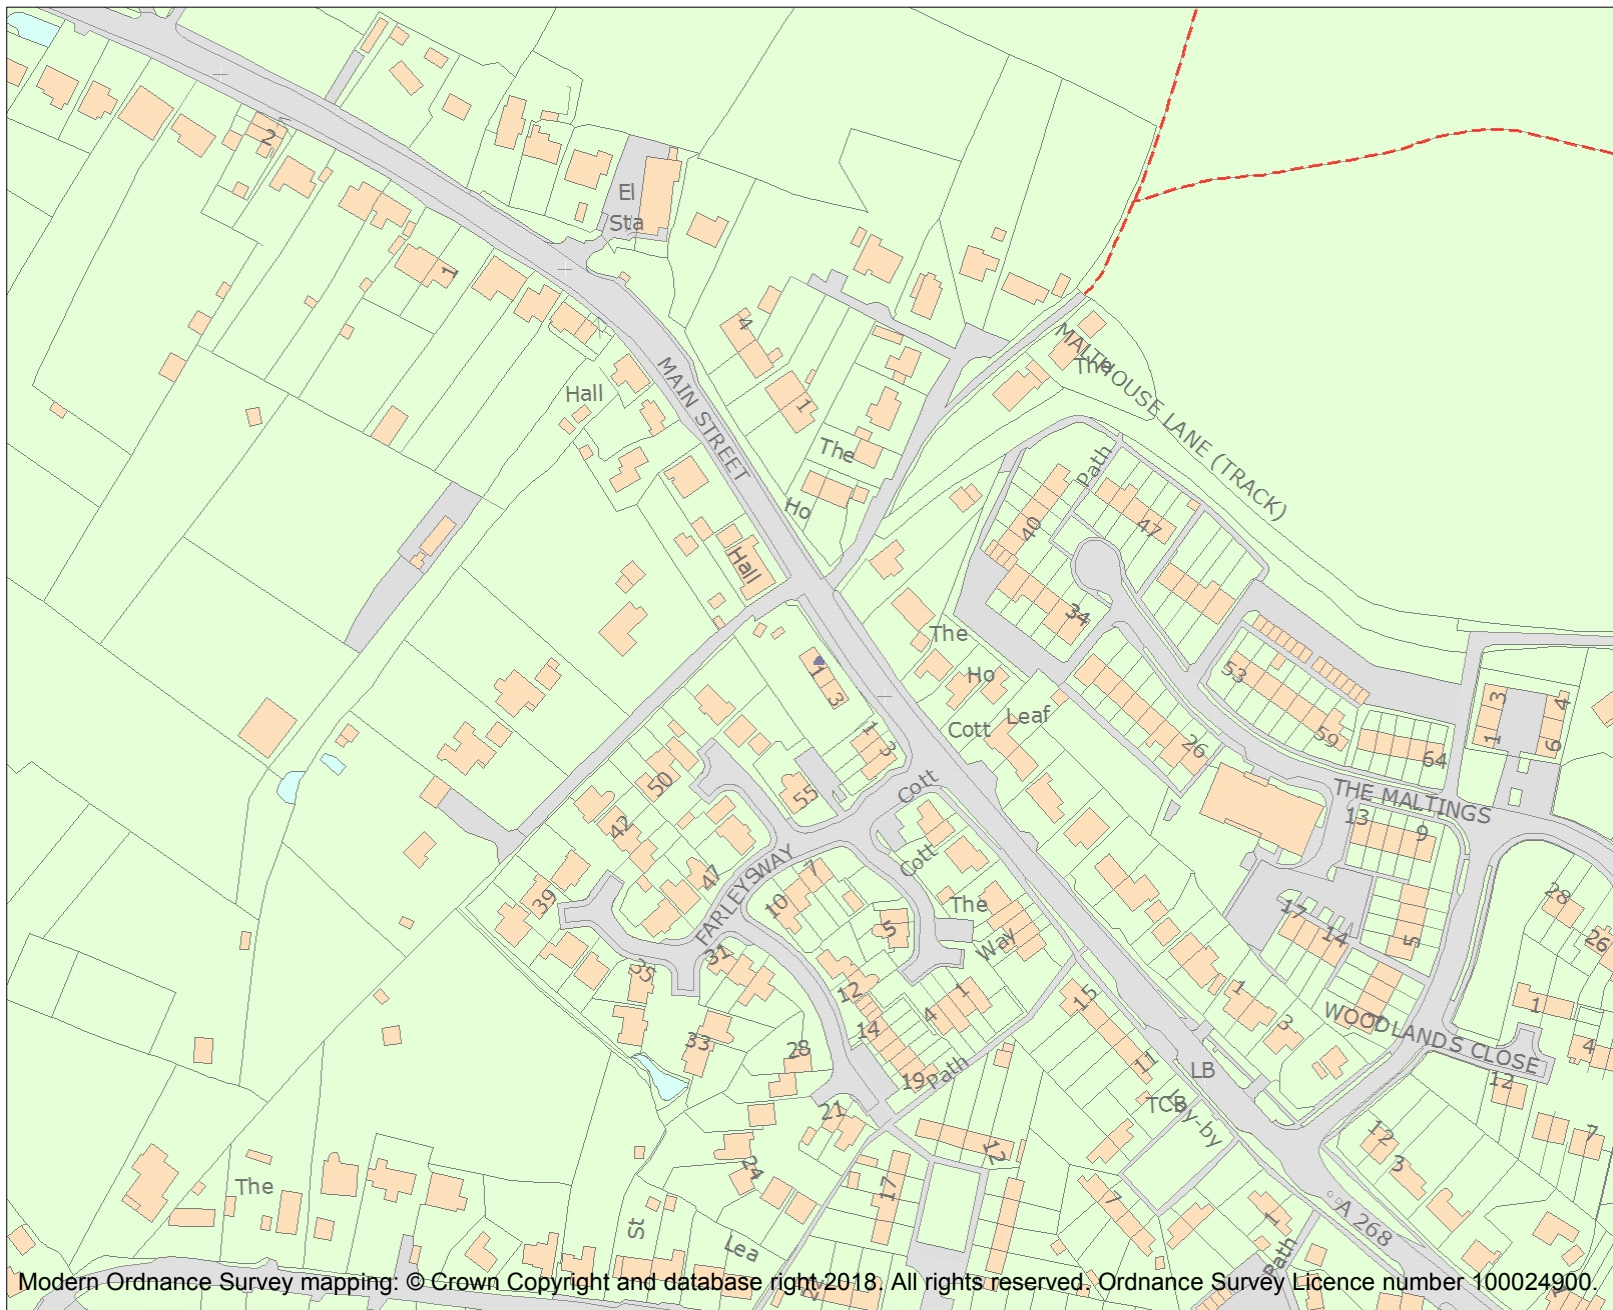 2
El
Sta
1
4
MALTHOUSE LANE (TRACK)
The
Hall
MAIN STREET
1
The
Path
Ho
40
47
Hall
34
The
1
3
Ho
53
Leaf
Cott
59
3
4
1
6
1
3
26
64
50
55
Cott
THE MALTINGS
42
13
9
47
FARLEYSWAY
7
Cott
39
10
5
The
28
17
14
5
26
Way
31
35
12
1
4
15
1
3
1
WOODLANDS CLOSE
14
33
28
11
4
LB
19
Path
12
TCB
lay-by
21
12
7
24
12
3
17
The
7
1
A 268
St
Lea
Path
Modern Ordnance Survey mapping: © Crown Copyright and database right 2018. All rights reserved. Ordnance Survey Licence number 100024900.